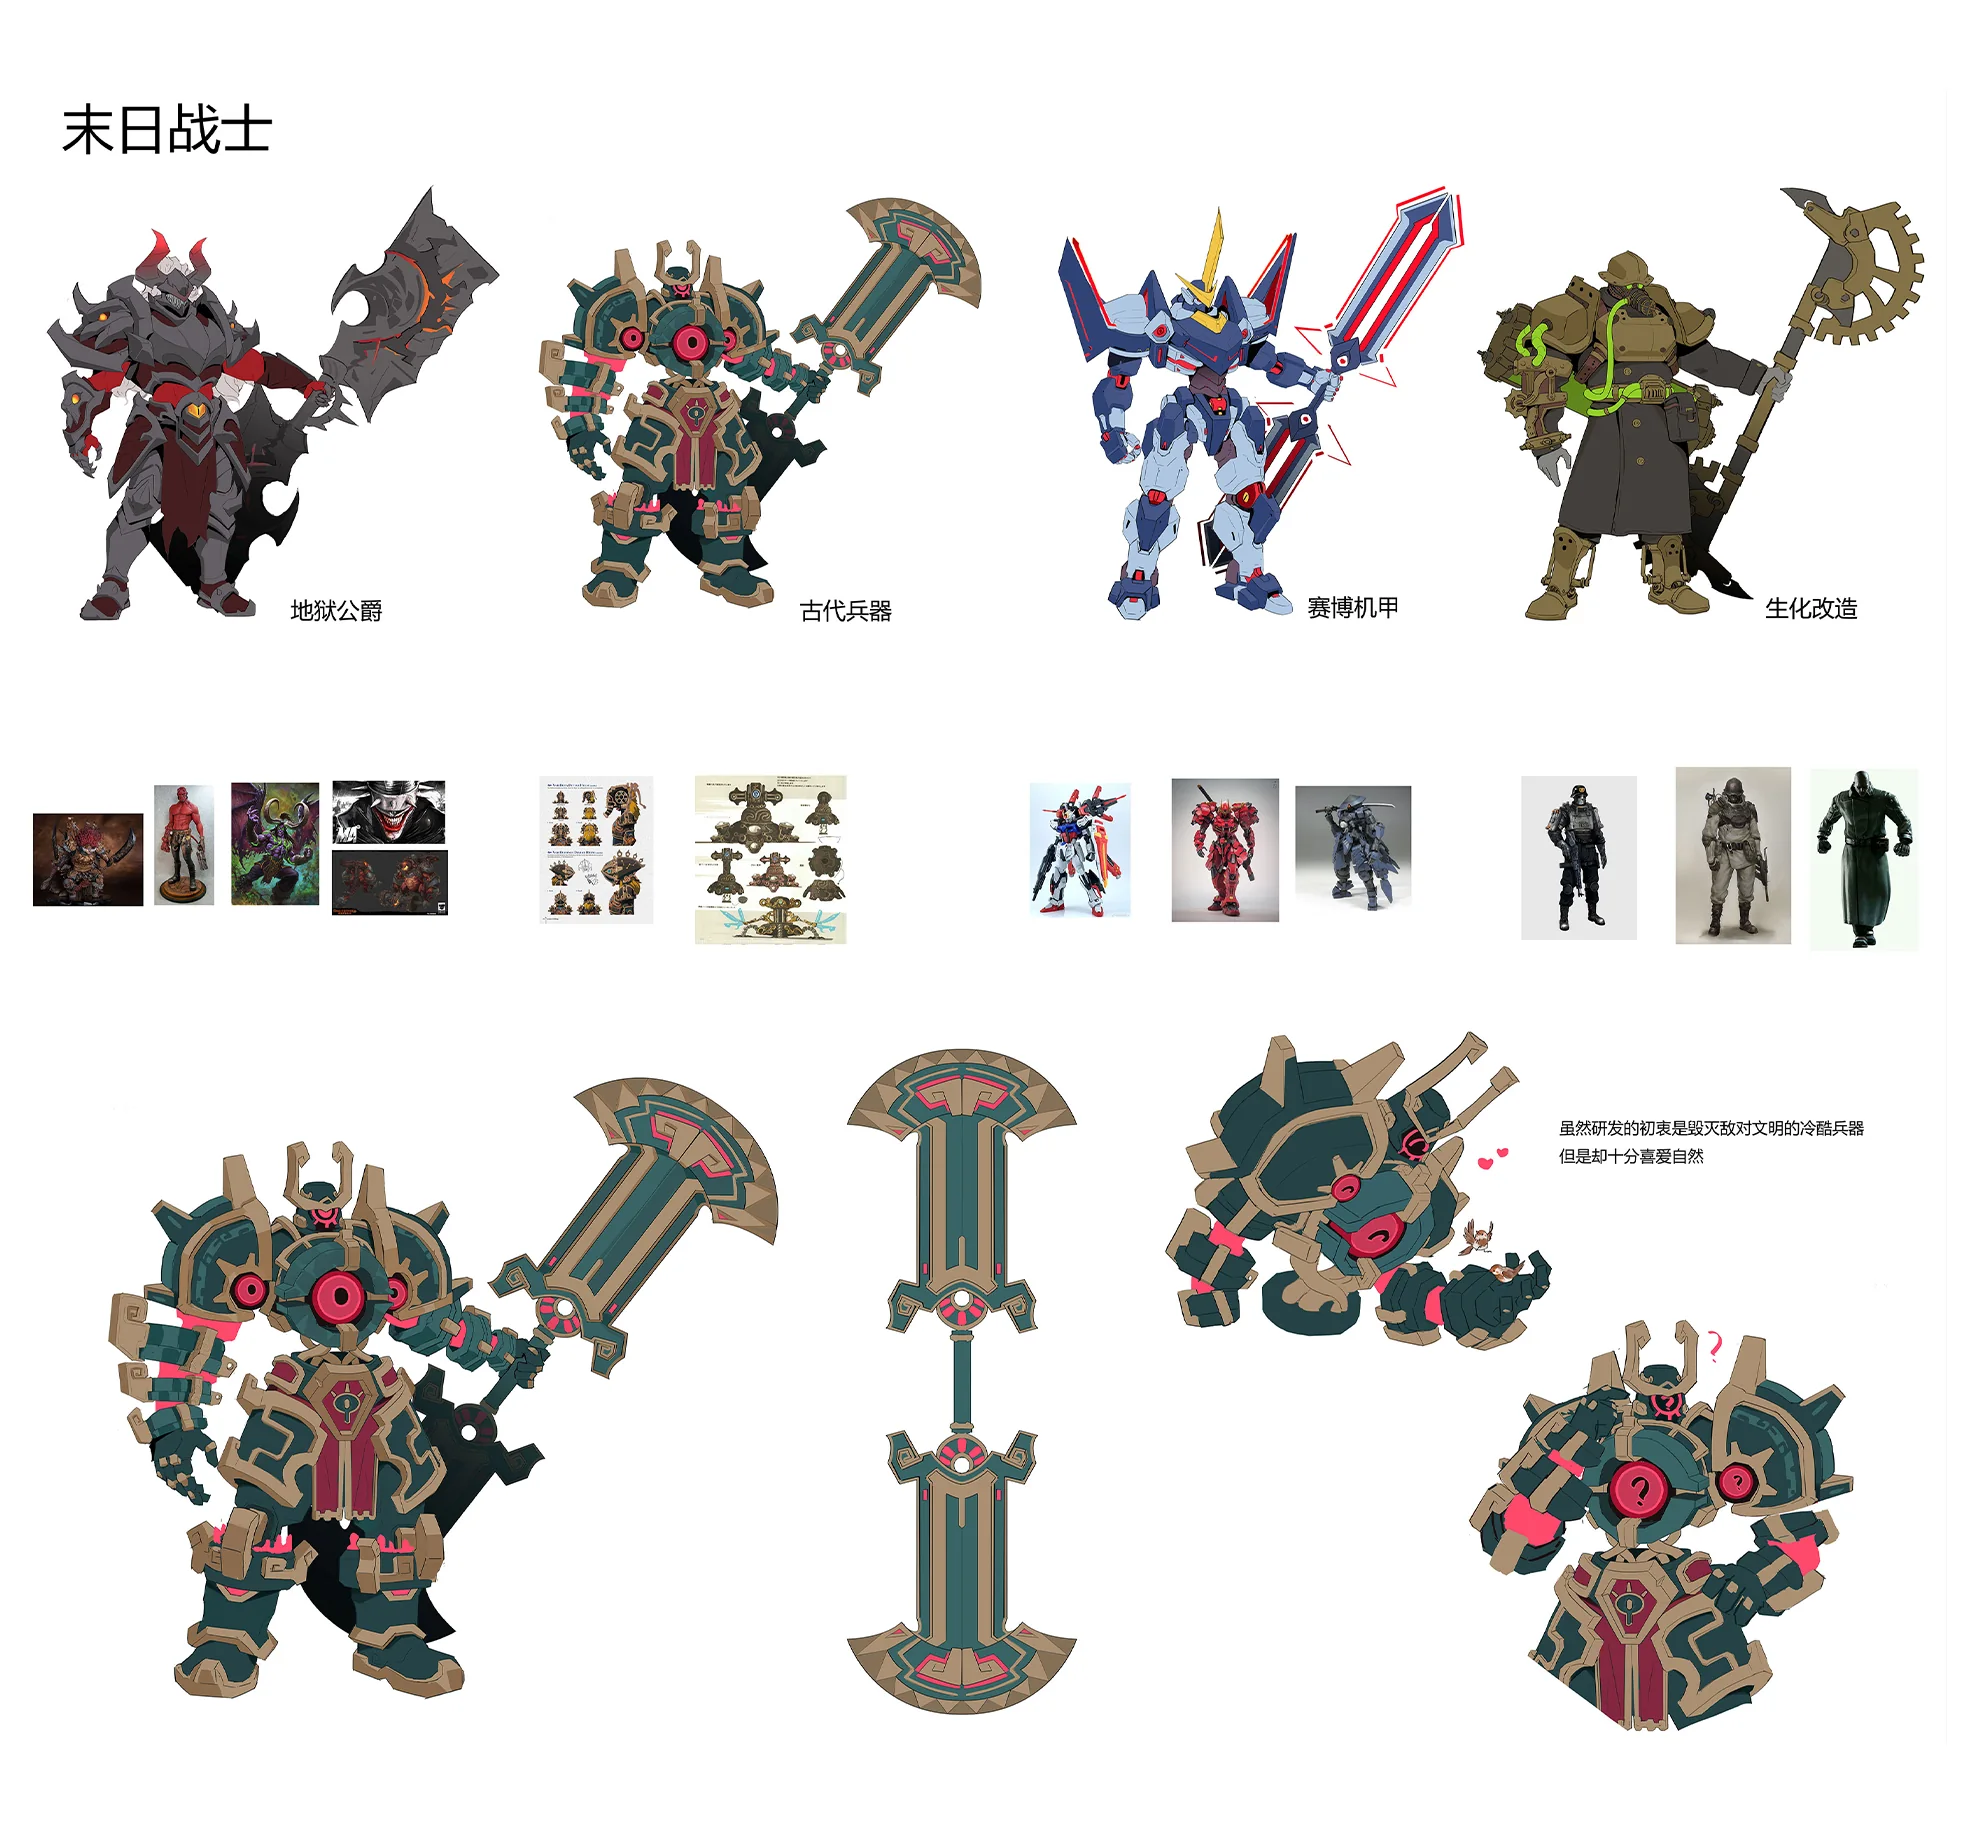 末日战士
地狱公爵
古代兵器
赛博机甲
生化改造
虽然研发的初衷是毁灭敌对文明的冷酷兵器
但是却十分喜爱自然
?
?
?
?